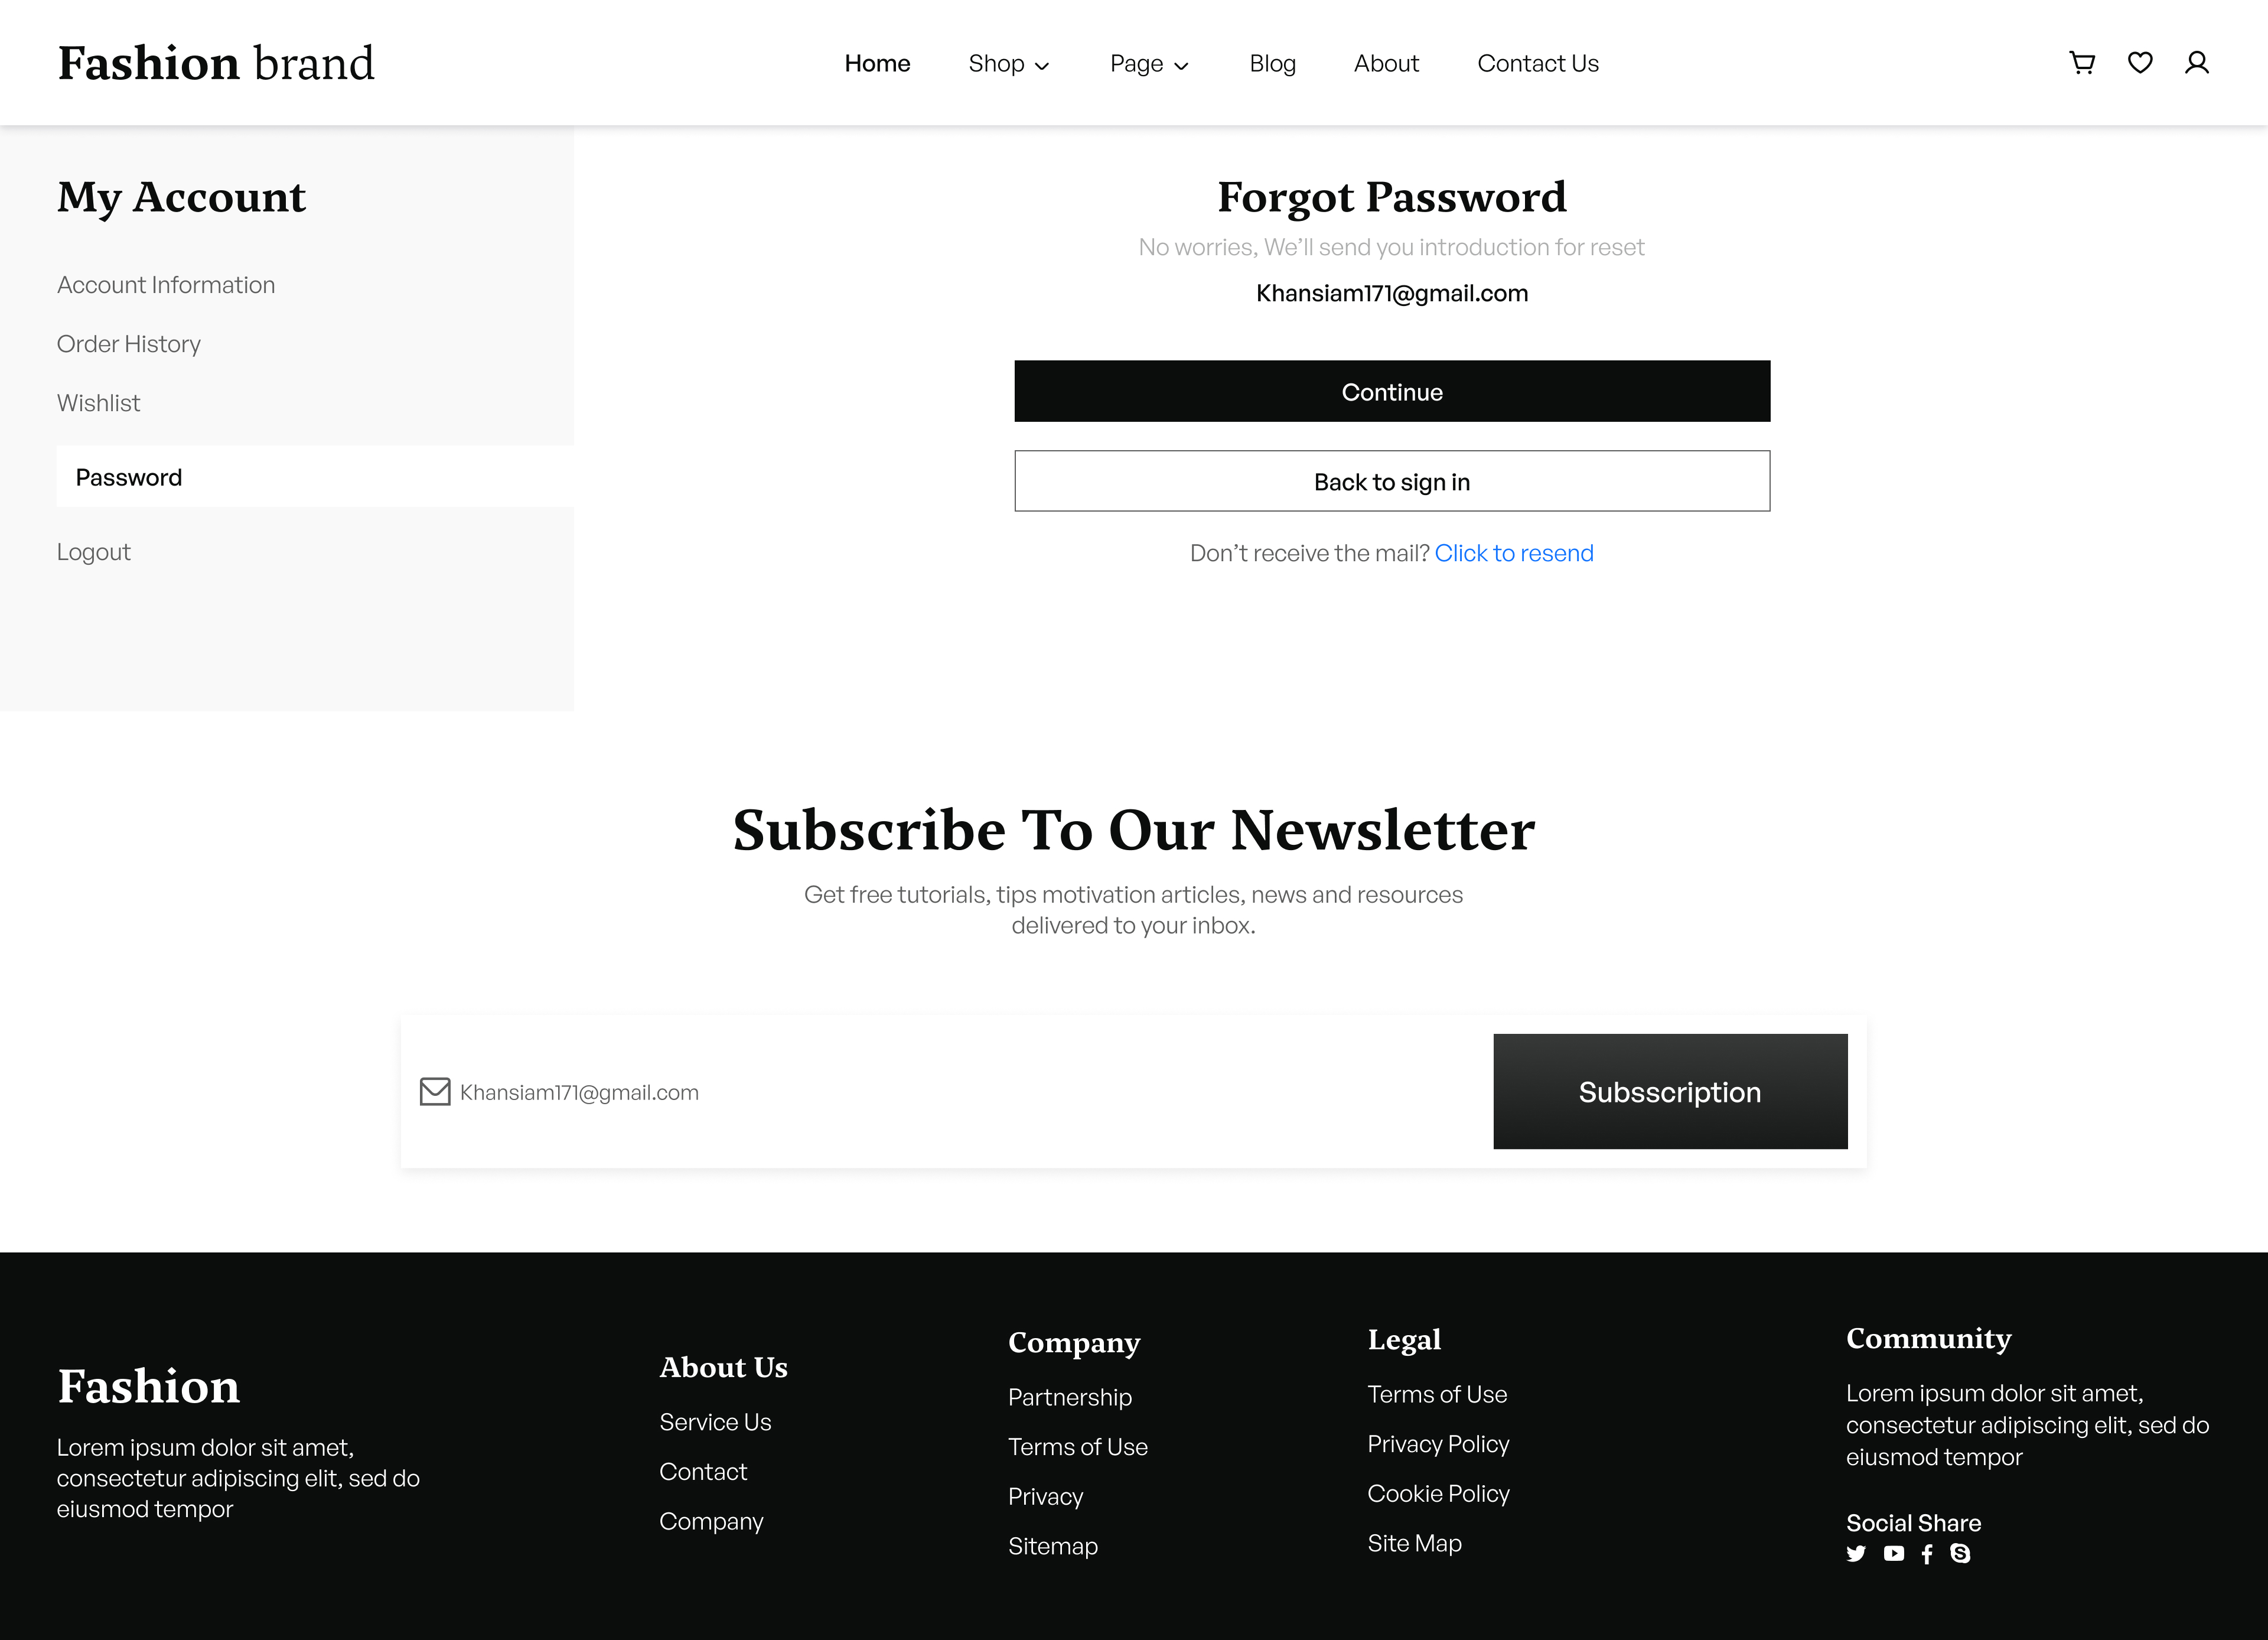 Fashion brand
Home Shop Page Blog About Contact Us
My Account
Account Information
Order History
Wishlist
Password
Logout
Forgot Password
No worries, We’ll send you introduction for reset
Khansiam171@gmail.com
Continue
Back to sign in
Don’t receive the mail? Click to resend
Subscribe To Our Newsletter
Get free tutorials, tips motivation articles, news and resources
delivered to your inbox.
Khansiam171@gmail.com
Subsscription
Fashion
Lorem ipsum dolor sit amet,
consectetur adipiscing elit, sed do
eiusmod tempor
About Us
Service Us
Contact
Company
Company
Partnership
Terms of Use
Privacy
Sitemap
Legal
Terms of Use
Privacy Policy
Cookie Policy
Site Map
Community
Lorem ipsum dolor sit amet,
consectetur adipiscing elit, sed do
eiusmod tempor
Social Share